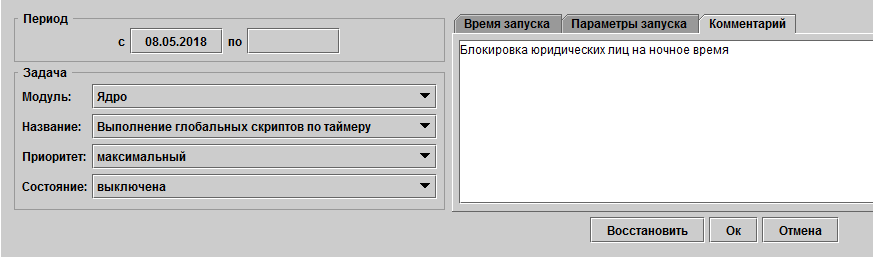 Период
с 08.05.2018 по
Задача
Модуль: Ядро
Название: Выполнение глобальных скриптов по таймеру
Приоритет: максимальный
Состояние: выключена
Время запуска Параметры запуска Комментарий
Блокировка юридических лиц на ночное время
Восстановить Ок Отмена